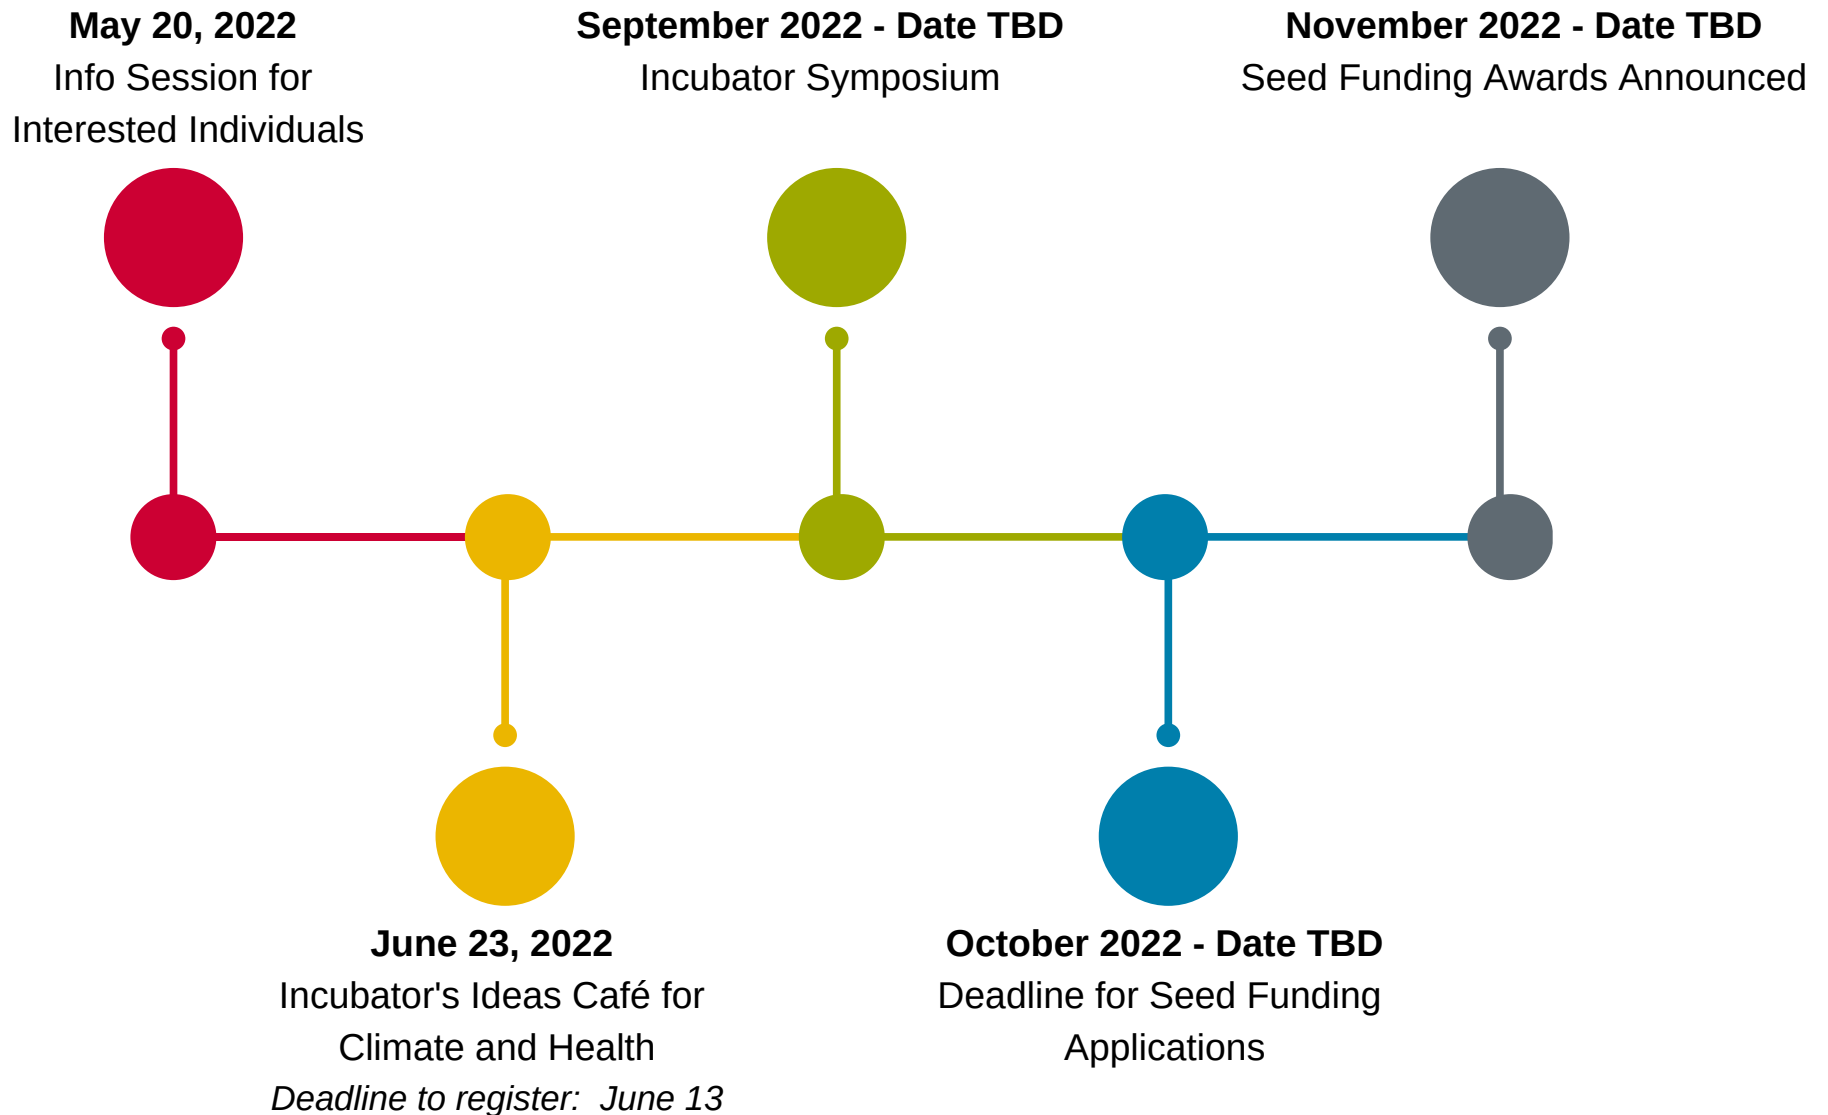 May 20, 2022
Info Session for
Interested Individuals
September 2022 - Date TBD
Incubator Symposium
November 2022 - Date TBD
Seed Funding Awards Announced
June 23, 2022
Incubator's Ideas Café for
Climate and Health
Deadline to register:  June 13
October 2022 - Date TBD
Deadline for Seed Funding
Applications